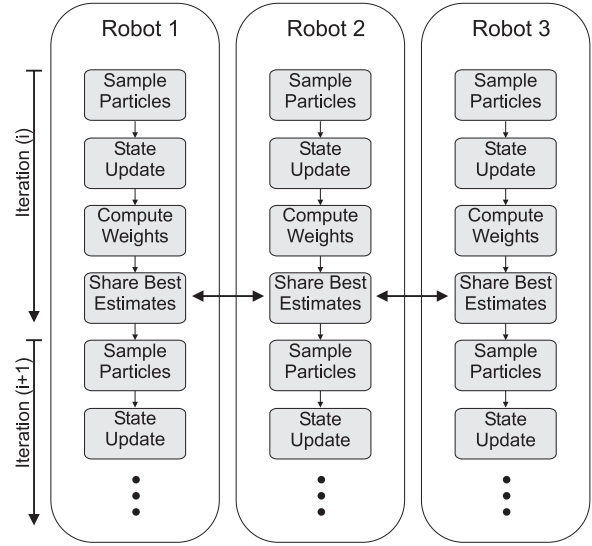 Robot 1
Robot 2
Robot 3
Iteration (i)
Sample
Particles
State
Update
Compute
Weights
Share Best
Estimates
Sample
Particles
State
Update
Compute
Weights
Share Best
Estimates
Sample
Particles
State
Update
Compute
Weights
Share Best
Estimates
Iteration (i+1)
Sample
Particles
State
Update
Sample
Particles
State
Update
Sample
Particles
State
Update